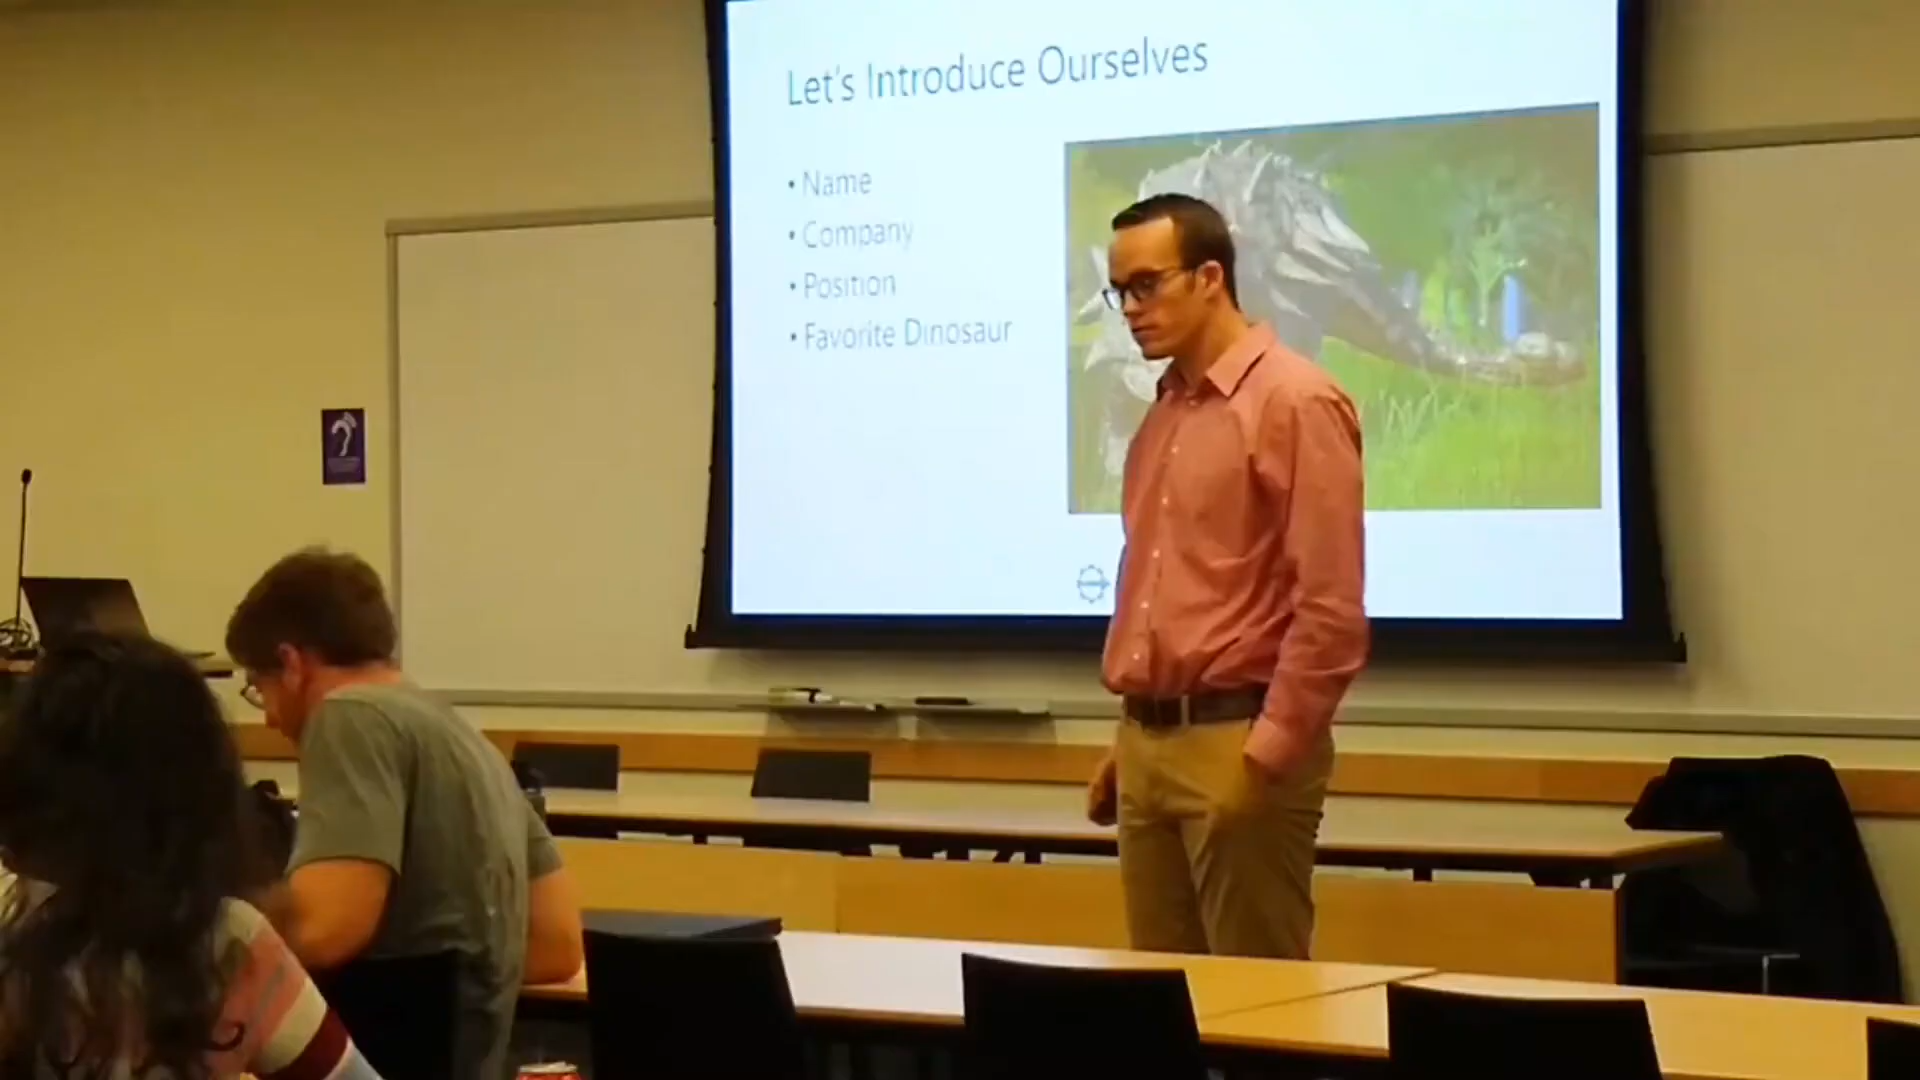 Let's Introduce Ourselves
• Name
• Company
• Position
• Favorite Dinosaur